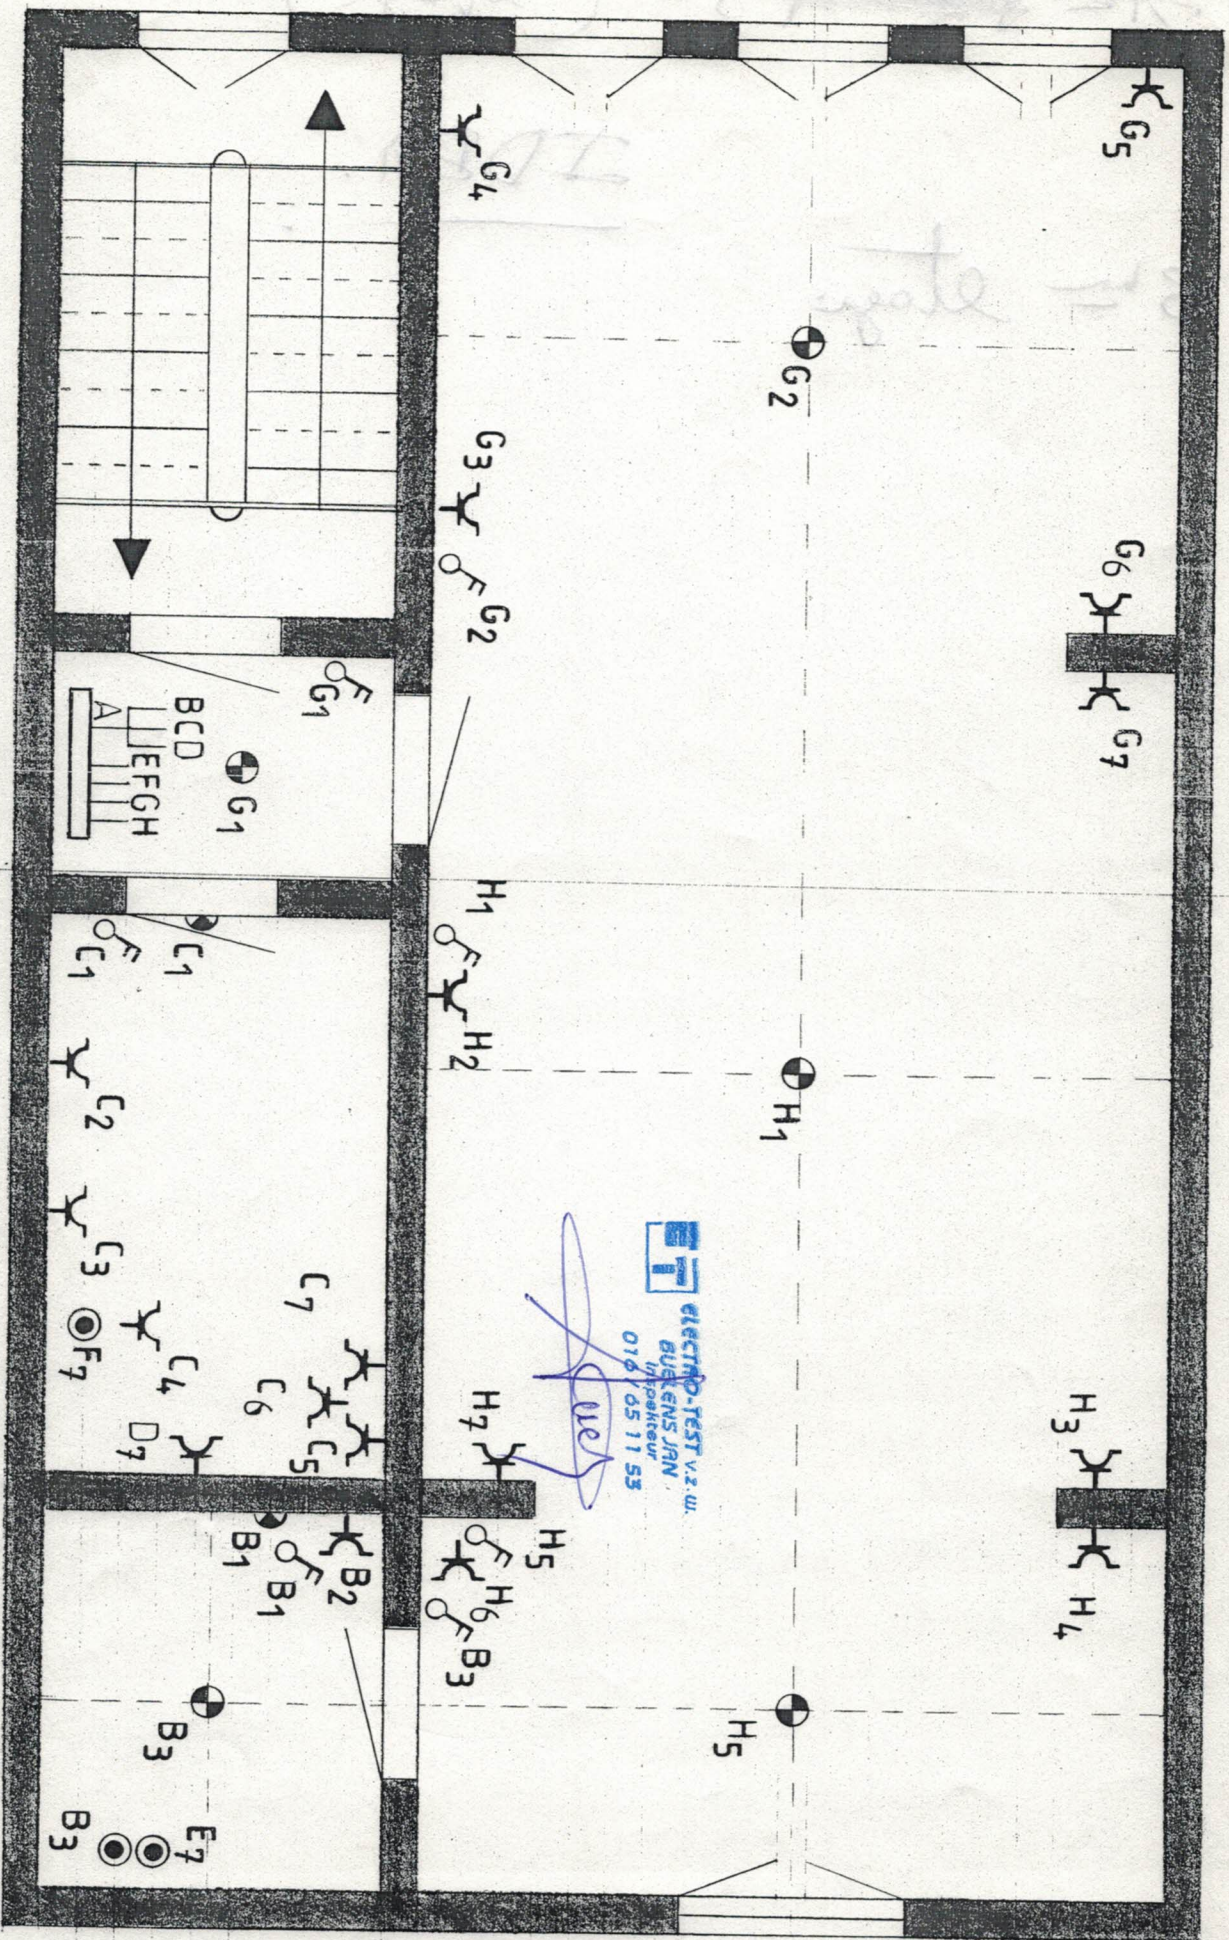 G5
G4
G2
G3
G2
G6
G7
G1
G1
BCD
A
EFGH
C1
C1
H1
H2
H1
C2
C3
F7
C4
D7
C7
C6
C5
ET
ELECTRO-TEST v.z.w.
BUELENS JAN
inspekteur
016/65 11 53
H7
H3
H4
H5
H6
B3
B1
B1
B2
B3
H5
B3
E7
étage